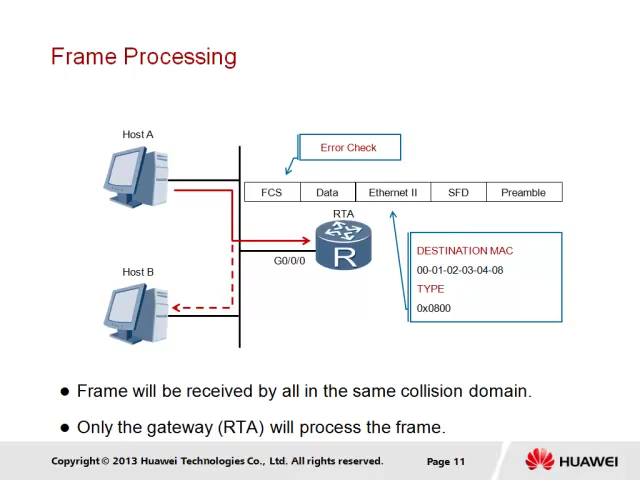 Frame Processing
Host A
Error Check
FCS Data Ethernet II SFD Preamble
RTA
R
G0/0/0
DESTINATION MAC
00-01-02-03-04-08
TYPE
0x0800
Host B
● Frame will be received by all in the same collision domain.
● Only the gateway (RTA) will process the frame.
Copyright © 2013 Huawei Technologies Co., Ltd. All rights reserved.
Page 11
HUAWEI